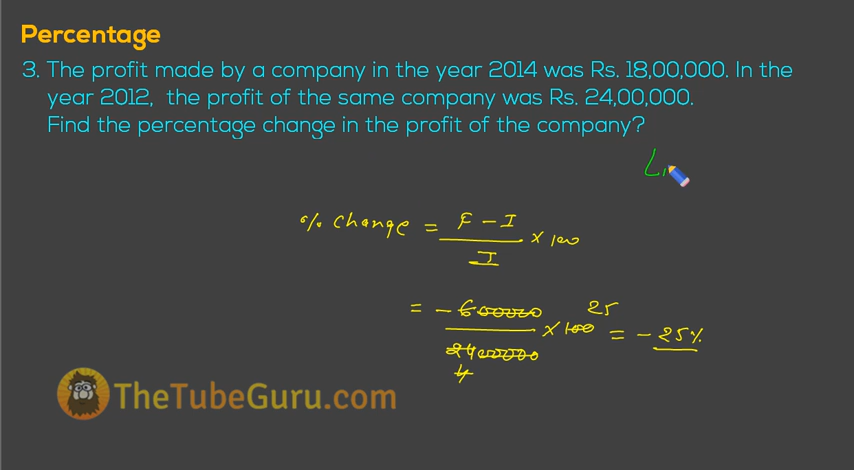 Percentage
3. The profit made by a company in the year 2014 was Rs. 18,00,000. In the
year 2012, the profit of the same company was Rs. 24,00,000.
Find the percentage change in the profit of the company?
% change = F - I / I × 100
= - 600000 / 2400000 × 100 = - 25%
25
4
TheTubeGuru.com